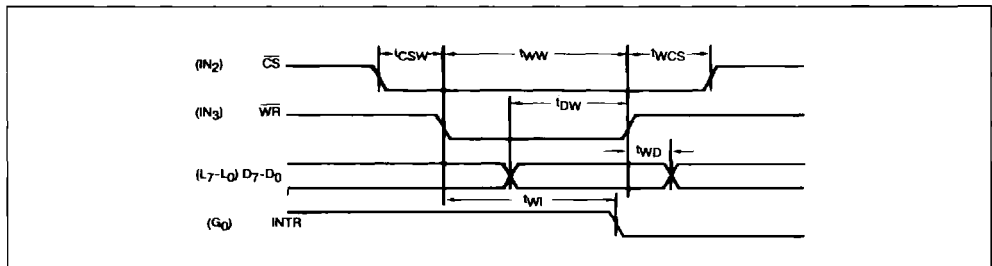 tCSW tWW tWCS
(IN2) CS
tDW
(IN3) WR
tWD
(L7-L0) D7-D0
tWI
(G0) INTR